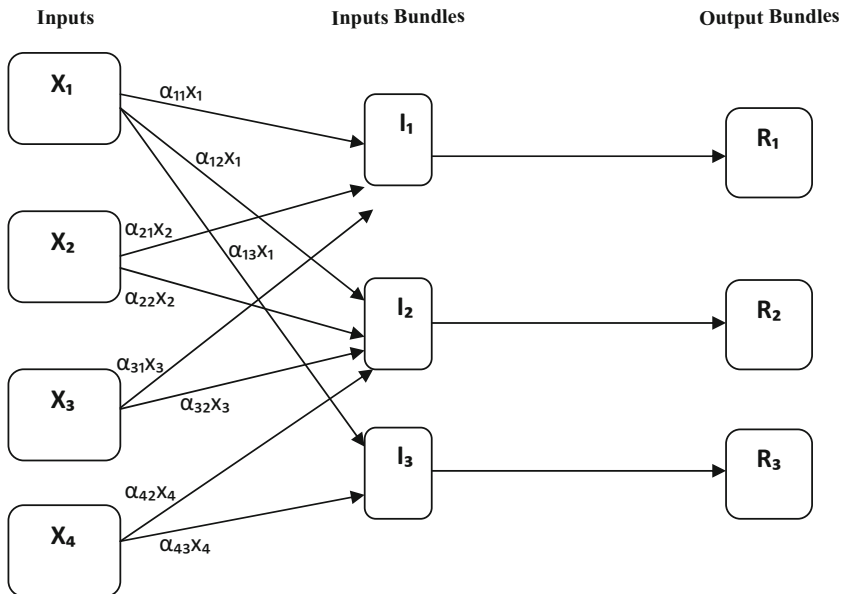 Inputs Inputs Bundles Output Bundles
X₁
α₁₁X₁
I₁
R₁
α₁₂X₁
X₂
α₂₁X₂
α₁₃X₁
α₂₂X₂
I₂
R₂
X₃
α₃₁X₃
α₃₂X₃
I₃
R₃
α₄₂X₄
X₄
α₄₃X₄